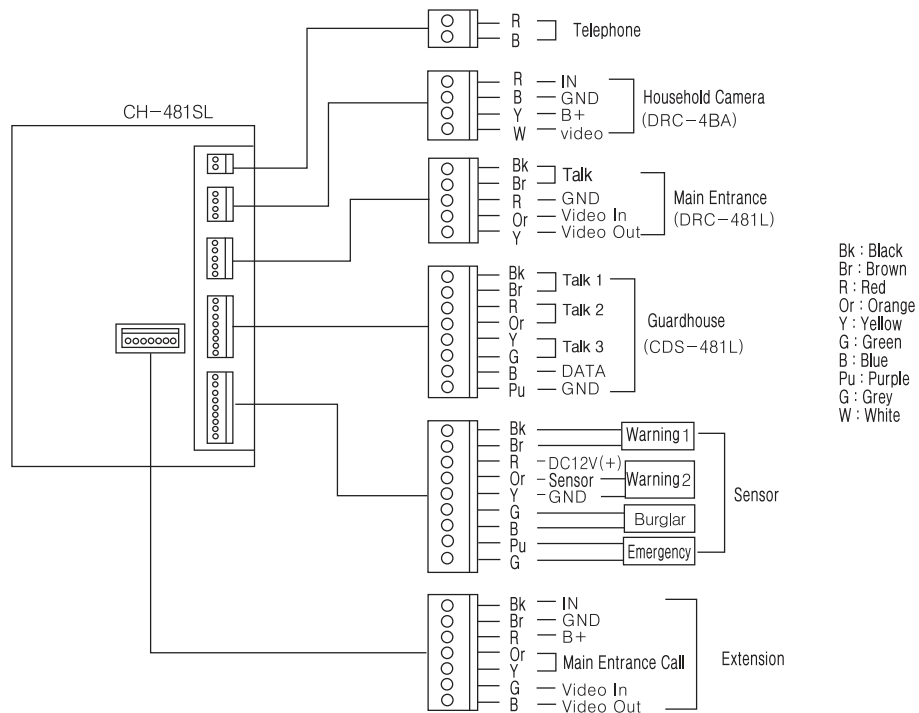 CH-481SL
R
B
Telephone
R IN
B GND
Y B+
W video
Household Camera
(DRC-4BA)
Bk
Br
Talk
R GND
Or Video In
Y Video Out
Main Entrance
(DRC-481L)
Bk
Br
Talk 1
R
Or
Talk 2
Y
G
Talk 3
B DATA
Pu GND
Guardhouse
(CDS-481L)
Bk
Br
Warning 1
R DC12V(+)
Or Sensor
Y GND
Warning 2
G
B
Burglar
Pu
G
Emergency
Sensor
Bk IN
Br GND
R B+
Or
Y
Main Entrance Call
G Video In
B Video Out
Extension
Bk : Black
Br : Brown
R : Red
Or : Orange
Y : Yellow
G : Green
B : Blue
Pu : Purple
G : Grey
W : White